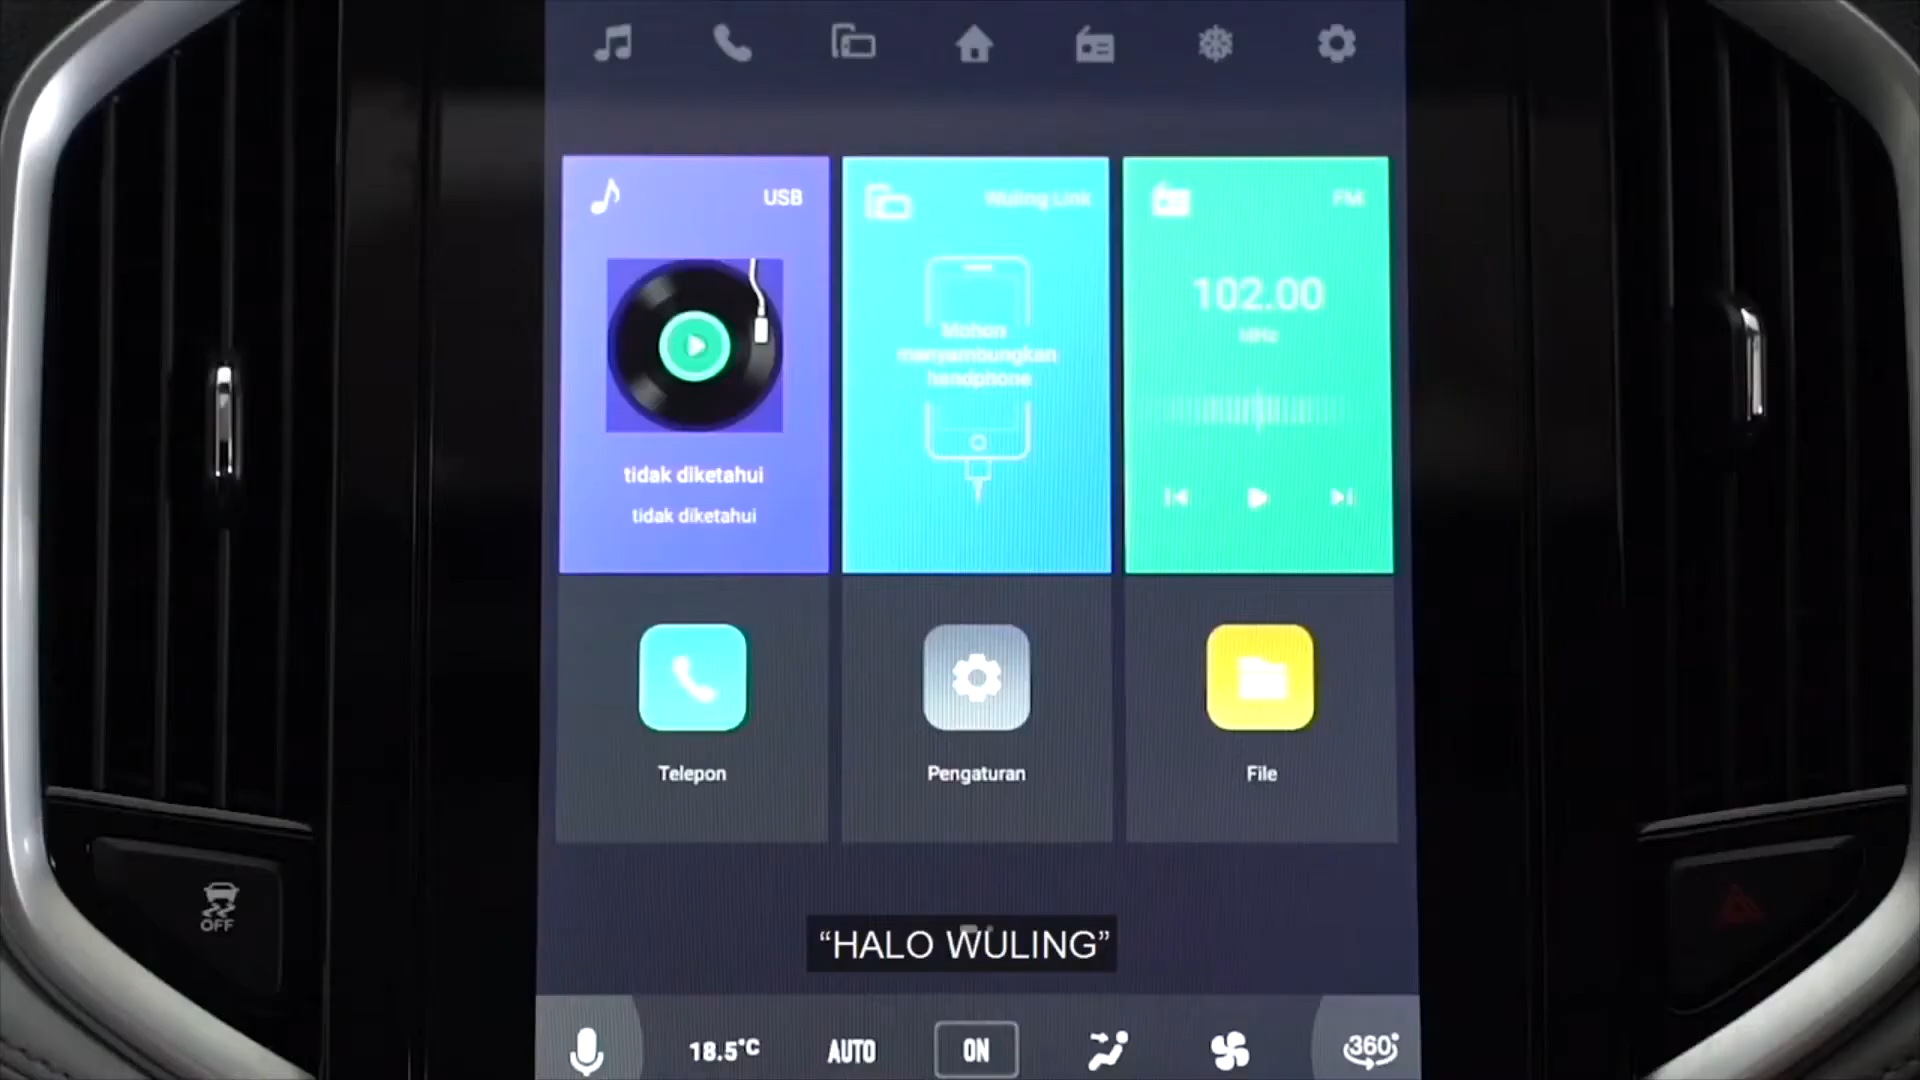 USB
Wuling Link
FM
Mohon
menyambungkan
handphone
102.00
MHz
tidak diketahui
tidak diketahui
Telepon
Pengaturan
File
OFF
“HALO WULING”
18.5°C
AUTO
ON
360°